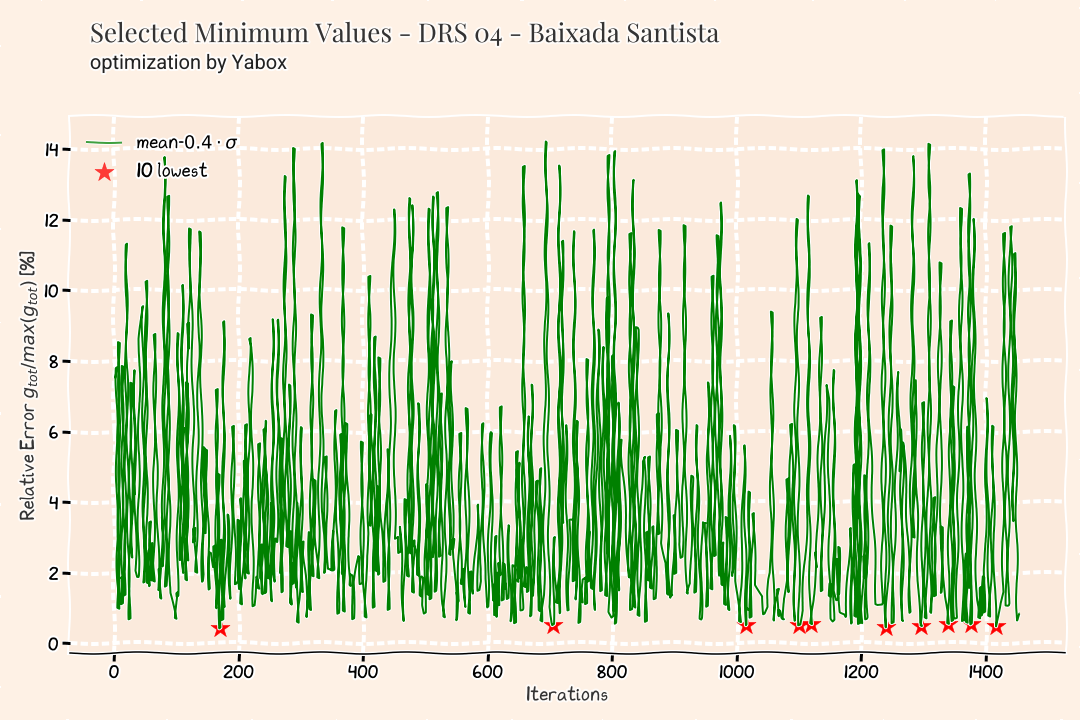 Selected Minimum Values - DRS 04 - Baixada Santista
optimization by Yabox
mean-0.4 · σ
10 lowest
Relative Error g_tot/max(g_tot) [%]
14
12
10
8
6
4
2
0
0 200 400 600 800 1000 1200 1400
Iterations